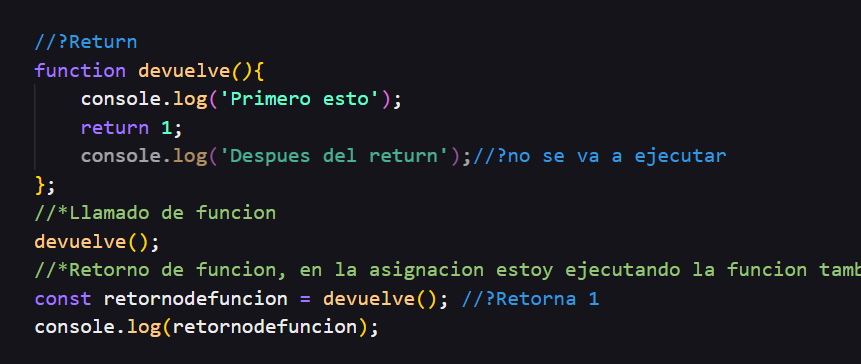 //?Return
function devuelve(){
    console.log('Primero esto');
    return 1;
    console.log('Despues del return');//?no se va a ejecutar
};
//*Llamado de funcion
devuelve();
//*Retorno de funcion, en la asignacion estoy ejecutando la funcion
const retornodefuncion = devuelve(); //?Retorna 1
console.log(retornodefuncion);